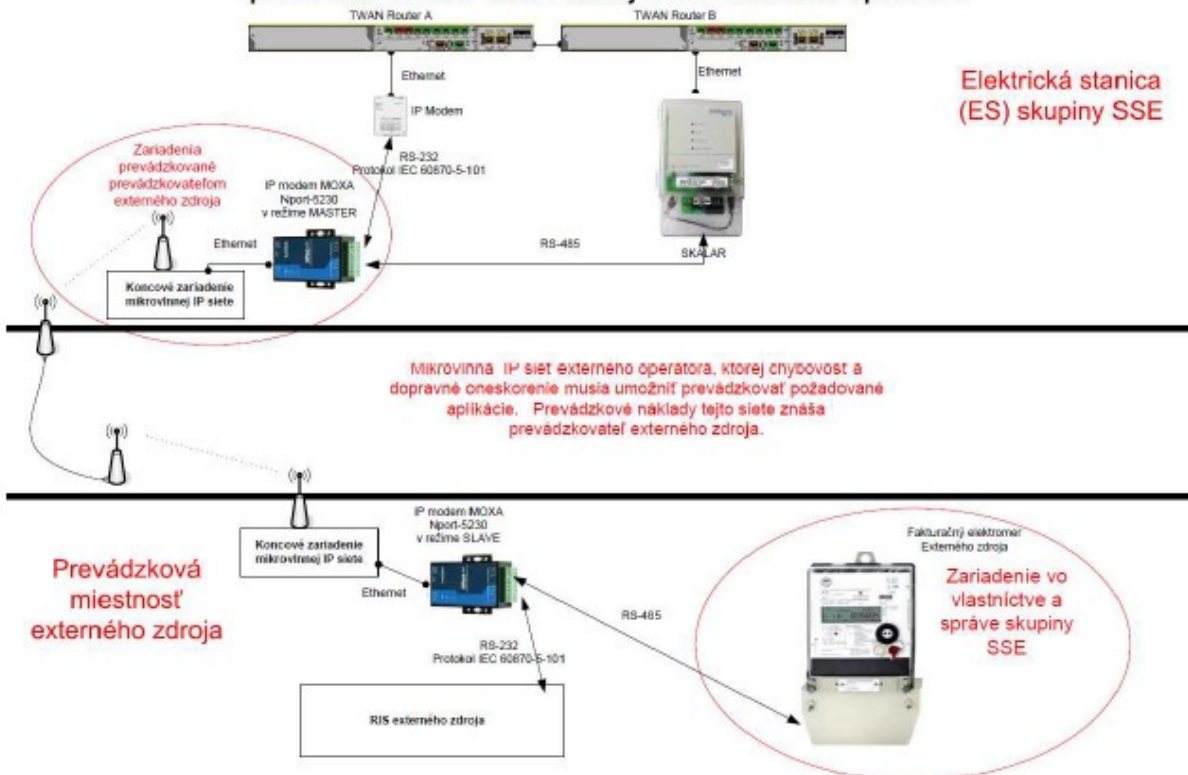 TWAN Router A
TWAN Router B
Ethernet
Ethernet
IP Modem
Elektrická stanica
(ES) skupiny SSE
Zariadenia
prevádzkované
prevádzkovateľom
externého zdroja
RS-232
Protokol IEC 60870-5-101
IP modem MOXA
Nport-5230
v režime MASTER
Ethernet
RS-485
SKALAR
Koncové zariadenie
mikrovlnnej IP siete
Mikrovlnná IP sieť externého operátora, ktorej chybovosť a
dopravné oneskorenie musia umožniť prevádzkovať požadované
aplikácie. Prevádzkové náklady tejto siete znáša
prevádzkovateľ externého zdroja.
IP modem MOXA
Nport-5230
v režime SLAVE
Koncové zariadenie
mikrovlnnej IP siete
Ethernet
Prevádzková
miestnosť
externého zdroja
RS-485
RS-232
Protokol IEC 60870-5-101
RIS externého zdroja
Fakturačný elektromer
Externého zdroja
Zariadenie vo
vlastníctve a
správe skupiny
SSE